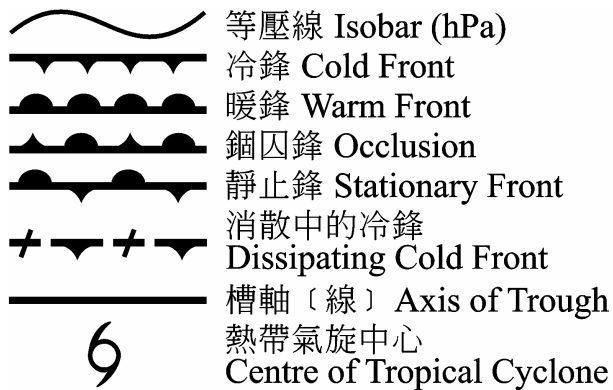 等壓線 Isobar (hPa)
冷鋒 Cold Front
暖鋒 Warm Front
錮囚鋒 Occlusion
靜止鋒 Stationary Front
消散中的冷鋒
Dissipating Cold Front
槽軸﹝線﹞ Axis of Trough
熱帶氣旋中心
Centre of Tropical Cyclone